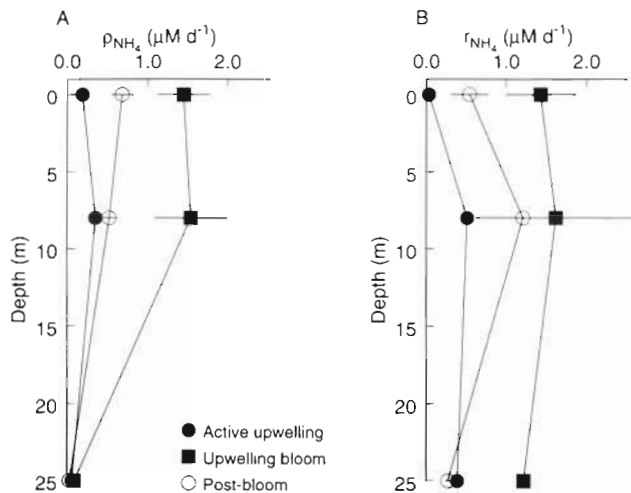 A
ρNH4 (μM d-1)
0.0 1.0 2.0
0
5
10
15
20
25
Depth (m)
Active upwelling
Upwelling bloom
Post-bloom
B
rNH4 (μM d-1)
0.0 1.0 2.0
0
5
10
15
20
25
Depth (m)